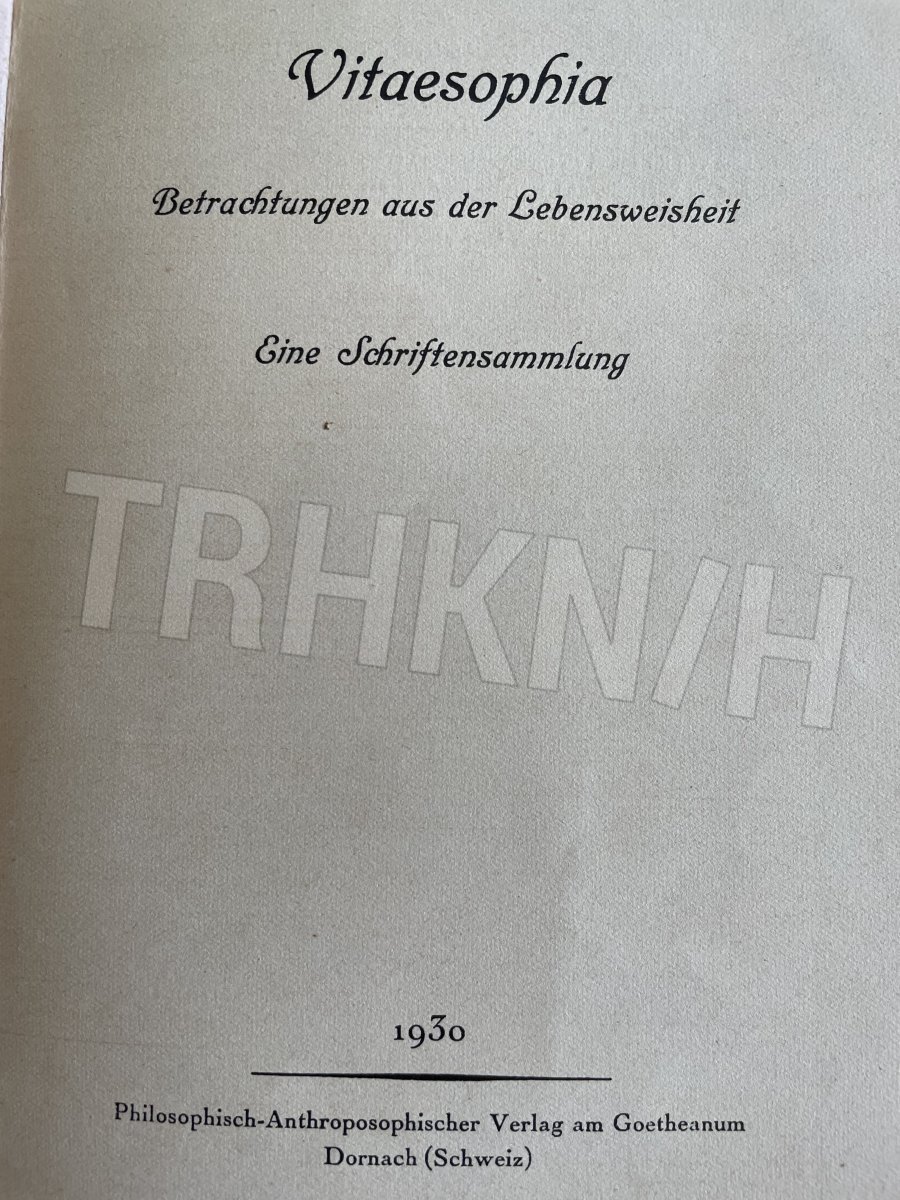 Vitaesophia
Betrachtungen aus der Lebensweisheit
Eine Schriftensammlung
TRHKN/H
1930
Philosophisch-Anthroposophischer Verlag am Goetheanum
Dornach (Schweiz)